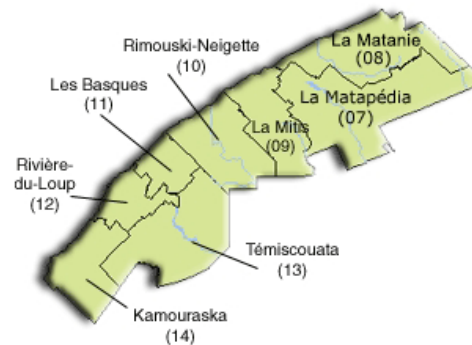 La Matanie
(08)
Rimouski-Neigette
(10)
La Matapédia
(07)
Les Basques
(11)
La Mitis
(09)
Rivière-
du-Loup
(12)
Témiscouata
(13)
Kamouraska
(14)